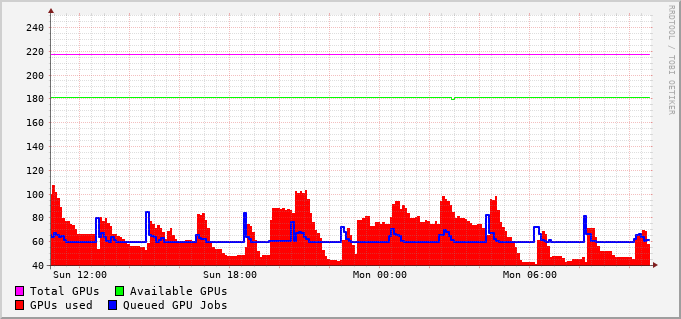 RRDTOOL / TOBI OETIKER
240
220
200
180
160
140
120
100
80
60
40
Sun 12:00 Sun 18:00 Mon 00:00 Mon 06:00
Total GPUs Available GPUs
GPUs used Queued GPU Jobs